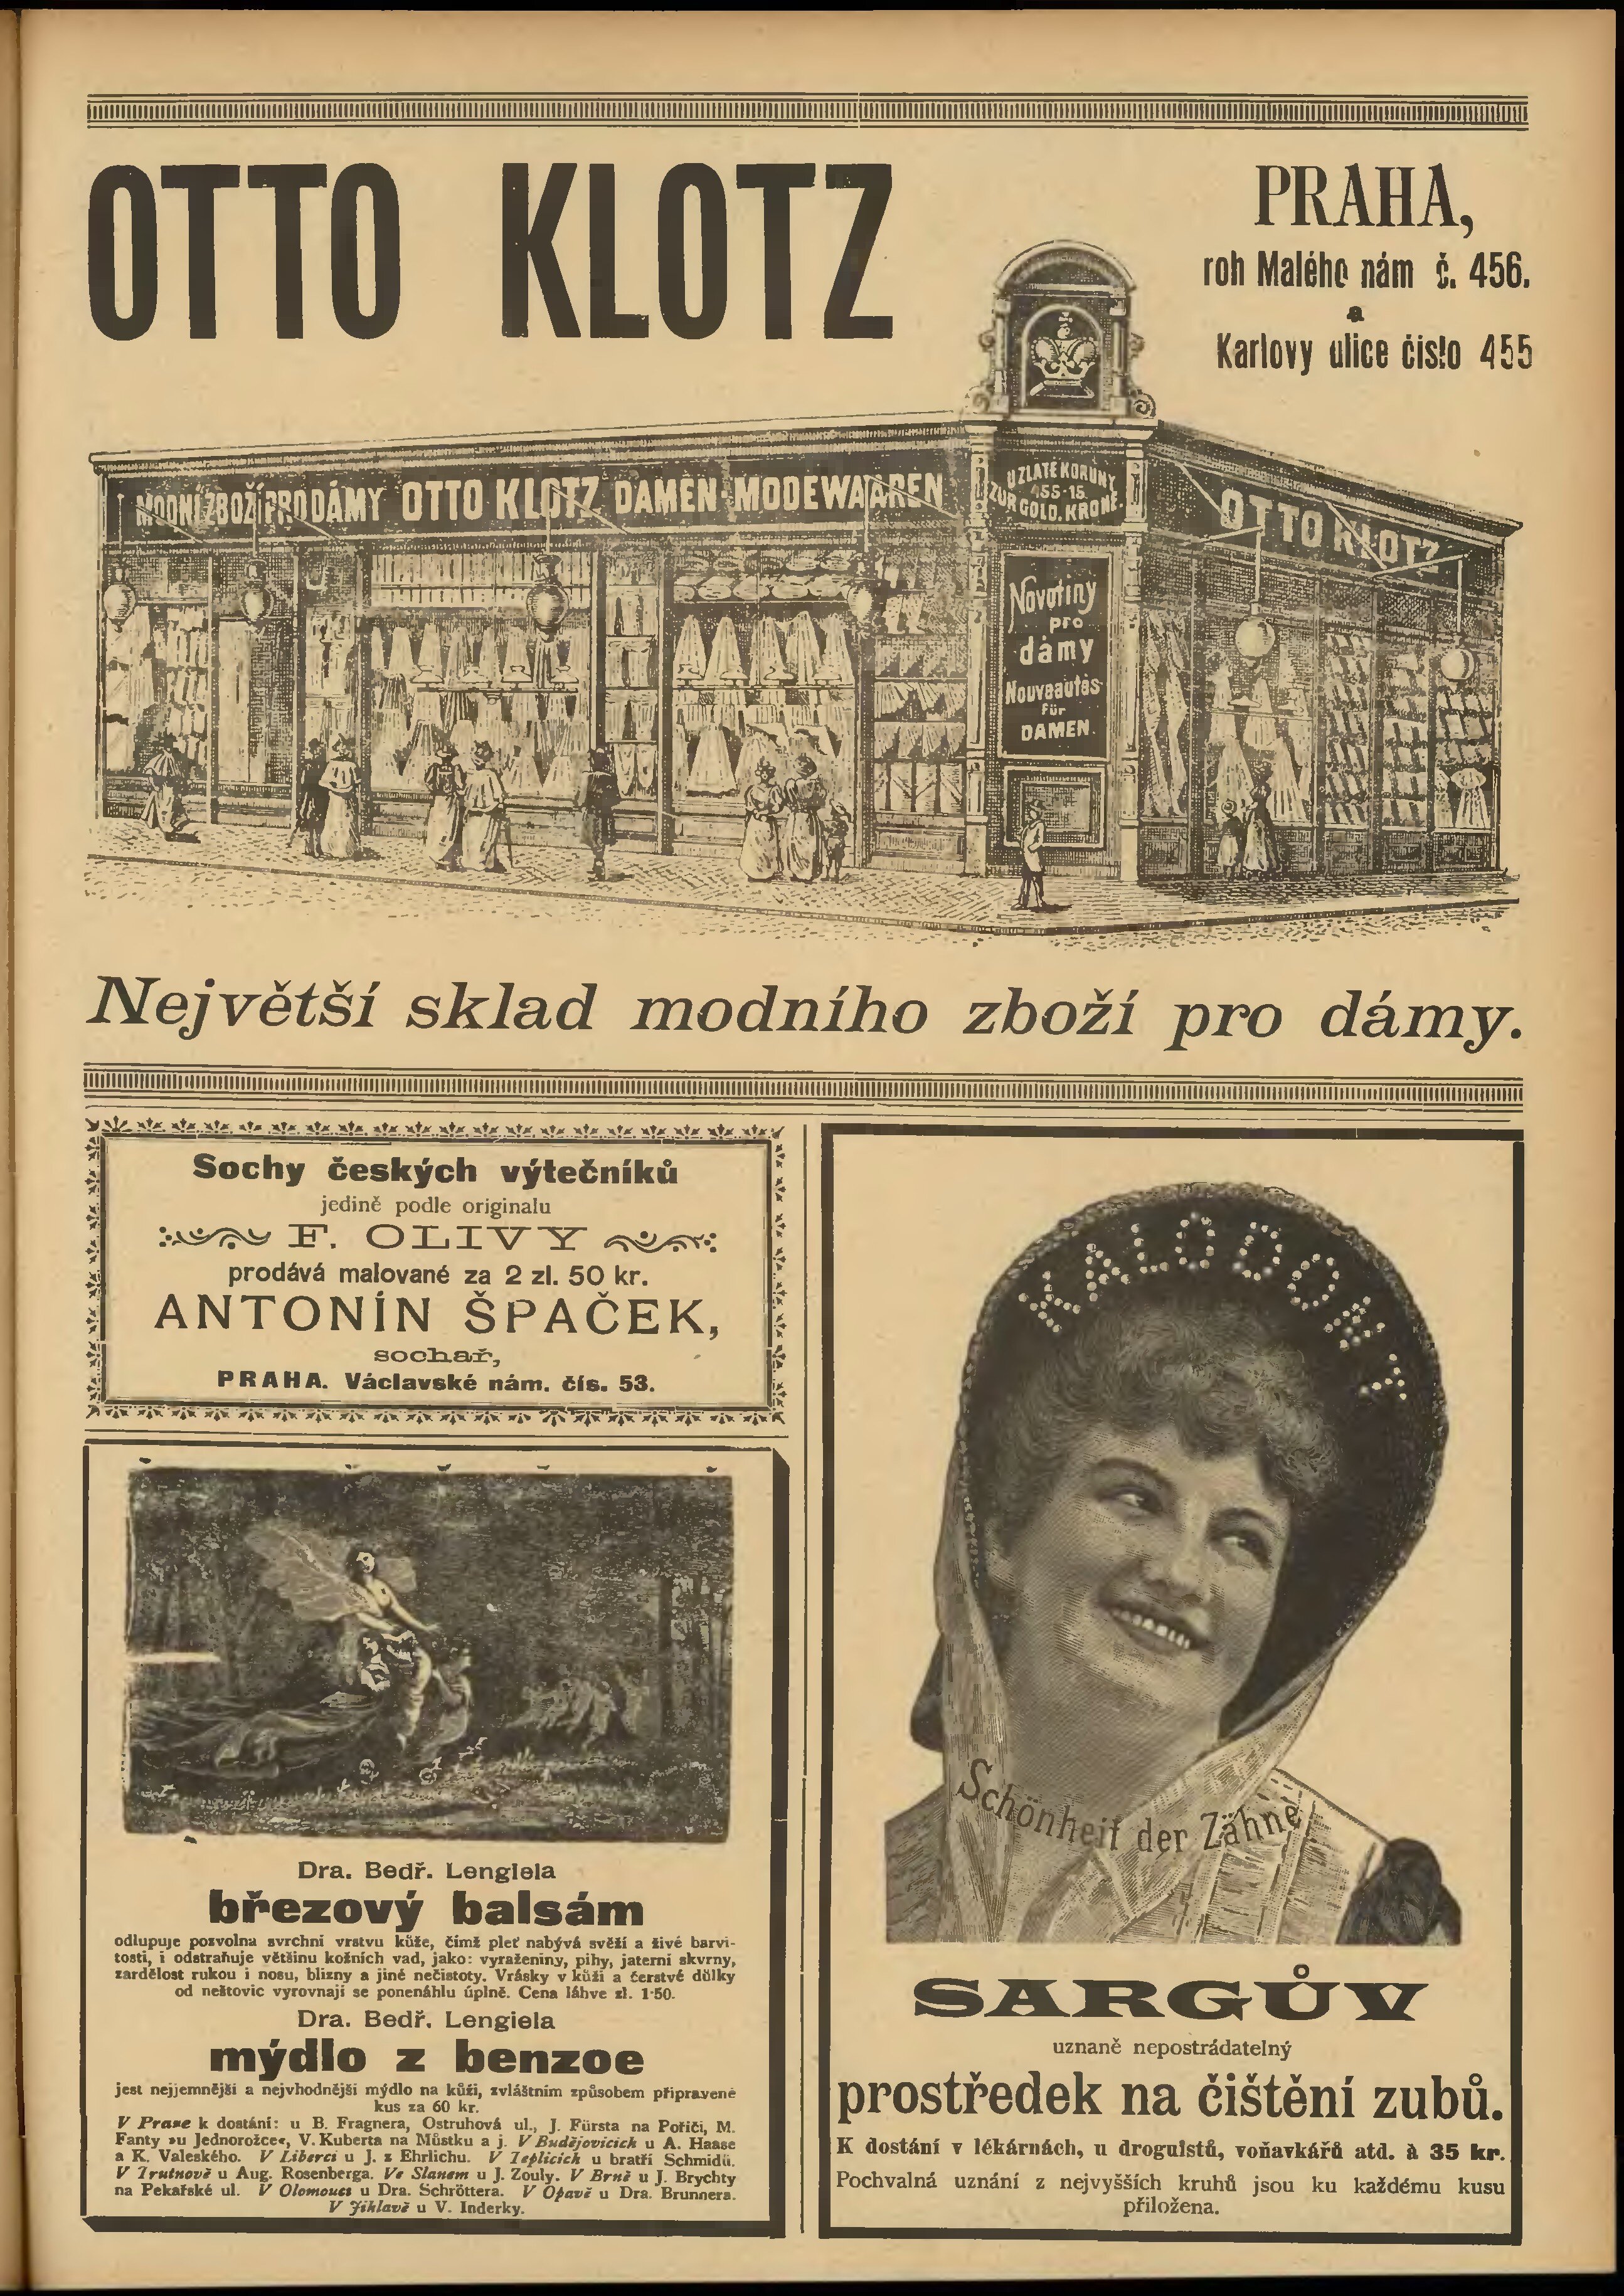 OTTO KLOTZ
PRAHA,
roh Malého nám č. 456.
a
Karlovy ulice čislo 455
MODNÍ ZBOŽÍ PRO DÁMY OTTO KLOTZ DAMEN-MODEWAAREN
U ZLATÉ KORUNY
455-15.
ZUR GOLD. KRONE.
OTTO KLOTZ
Novotiny
pro
dámy
Nouveautés
für
DAMEN.
Největší sklad modního zboží pro dámy.
Sochy českých výtečníků
jedině podle originalu
F. OLIVY
prodává malované za 2 zl. 50 kr.
ANTONÍN ŠPAČEK,
sochař,
PRAHA. Václavské nám. čís. 53.
Dra. Bedř. Lengiela
březový balsám
odlupuje pozvolna svrchní vrstvu kůže, čímž pleť nabývá svěží a živé barvi-
tosti, i odstraňuje většinu kožních vad, jako: vyraženiny, pihy, jaterní skvrny,
zardělost rukou i nosu, blizny a jiné nečistoty. Vrásky v kůži a čerstvé důlky
od neštovic vyrovnají se ponenáhlu úplně. Cena láhve zl. 1·50.
Dra. Bedř. Lengiela
mýdlo z benzoe
jest nejjemnější a nejvhodnější mýdlo na kůži, zvláštním způsobem připravené
kus za 60 kr.
V Praze k dostání: u B. Fragnera, Ostruhová ul., J. Fürsta na Poříčí, M.
Fanty »u Jednorožce«, V. Kuberta na Můstku a j. V Budějovicích u A. Haase
a K. Valeského. V Liberci u J. z Ehrlichu. V Teplicích u bratří Schmidů.
V Trutnově u Aug. Rosenberga. Ve Slaném u J. Zouly. V Brně u J. Brychty
na Pekařské ul. V Olomouci u Dra. Schröttera. V Opavě u Dra. Brunnera.
V Jihlavě u V. Inderky.
KALODONT
Schönheit der Zähne
SARGŮV
uznaně nepostrádatelný
prostředek na čištění zubů.
K dostání v lékárnách, u droguistů, voňavkářů atd. à 35 kr.
Pochvalná uznání z nejvyšších kruhů jsou ku každému kusu
přiložena.